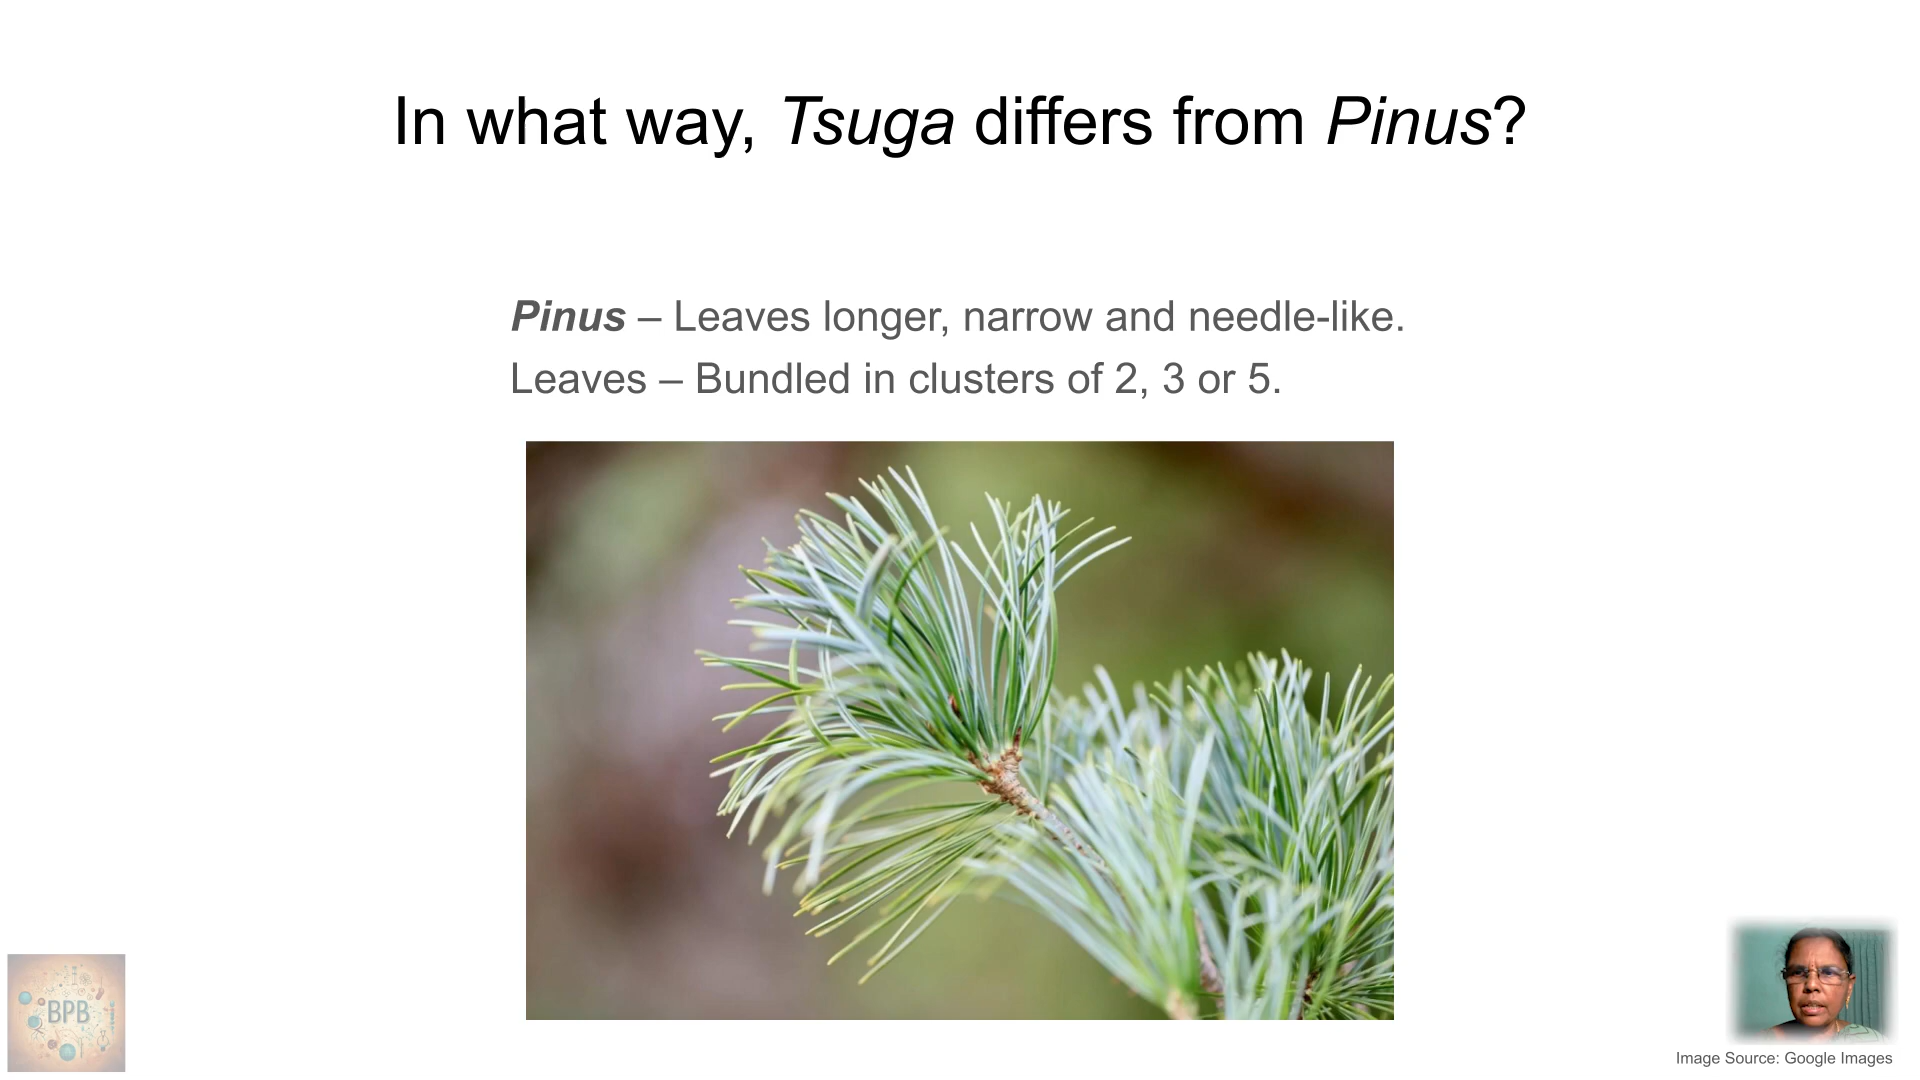 In what way, Tsuga differs from Pinus?
Pinus – Leaves longer, narrow and needle-like.
Leaves – Bundled in clusters of 2, 3 or 5.
BPB
Image Source: Google Images